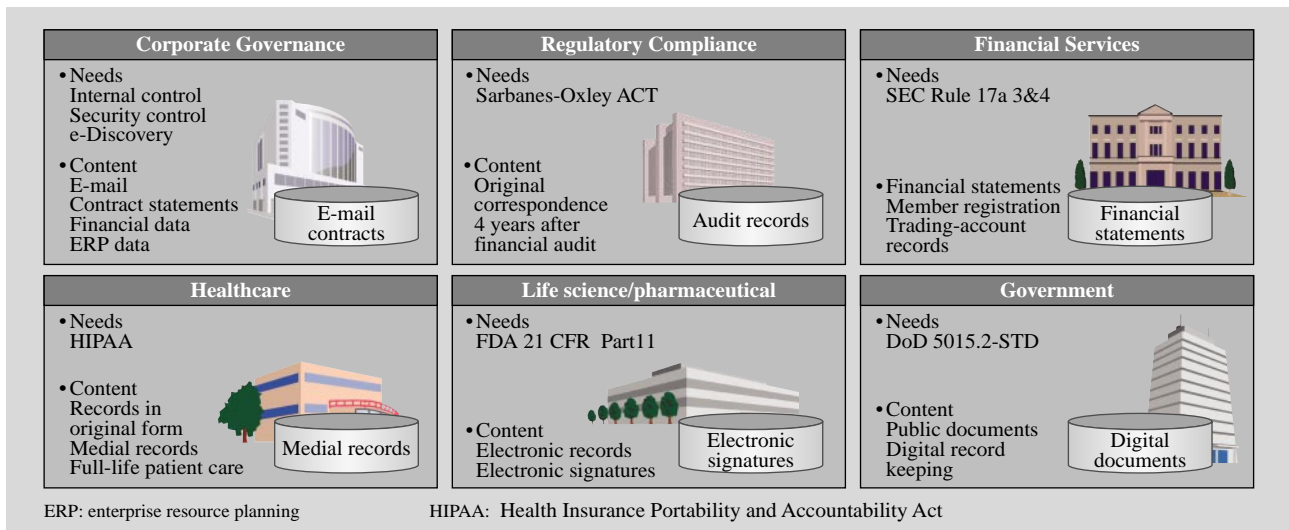 Corporate Governance
• Needs
Internal control
Security control
e-Discovery
• Content
E-mail
Contract statements
Financial data
ERP data
E-mail
contracts
Regulatory Compliance
• Needs
Sarbanes-Oxley ACT
• Content
Original
correspondence
4 years after
financial audit
Audit records
Financial Services
• Needs
SEC Rule 17a 3&4
• Financial statements
Member registration
Trading-account
records
Financial
statements
Healthcare
• Needs
HIPAA
• Content
Records in
original form
Medial records
Full-life patient care
Medial records
Life science/pharmaceutical
• Needs
FDA 21 CFR Part11
• Content
Electronic records
Electronic signatures
Electronic
signatures
Government
• Needs
DoD 5015.2-STD
• Content
Public documents
Digital record
keeping
Digital
documents
ERP: enterprise resource planning
HIPAA: Health Insurance Portability and Accountability Act